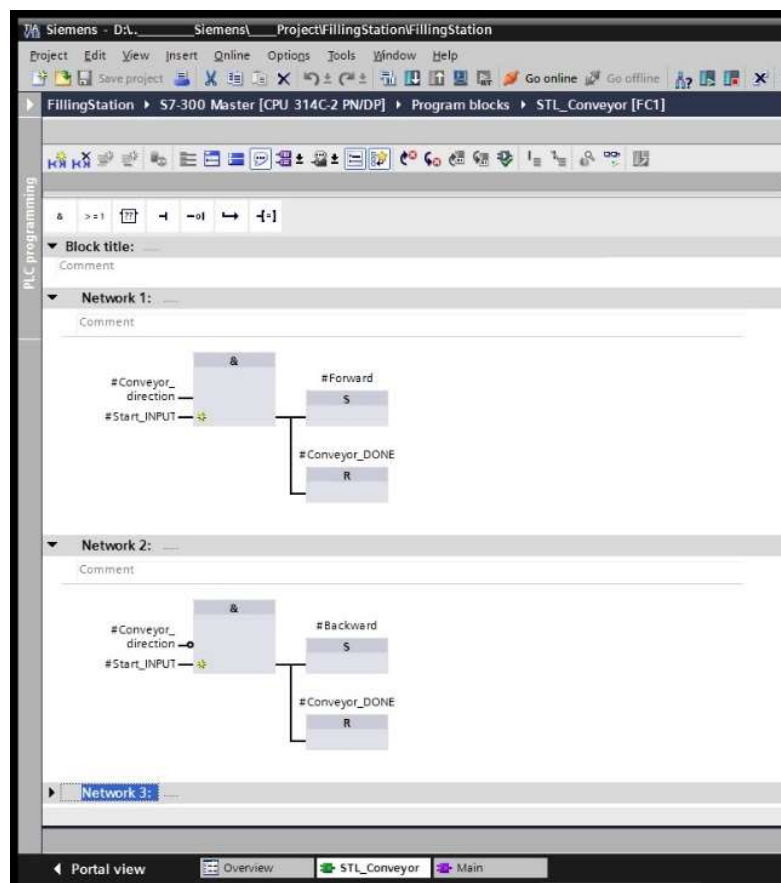 Siemens - D:\.________Siemens\____Project\FillingStation\FillingStation
Project Edit View Insert Online Options Tools Window Help
Save project Go online Go offline
FillingStation ▸ S7-300 Master [CPU 314C-2 PN/DP] ▸ Program blocks ▸ STL_Conveyor [FC1]
PLC programming
& >=1 ?? -| -o| ↦ -[=]
Block title: .....
Comment
Network 1: .....
Comment
&
#Conveyor_
direction
#Start_INPUT
#Forward
S
#Conveyor_DONE
R
Network 2: .....
Comment
&
#Conveyor_
direction
#Start_INPUT
#Backward
S
#Conveyor_DONE
R
Network 3: .....
Portal view Overview STL_Conveyor Main